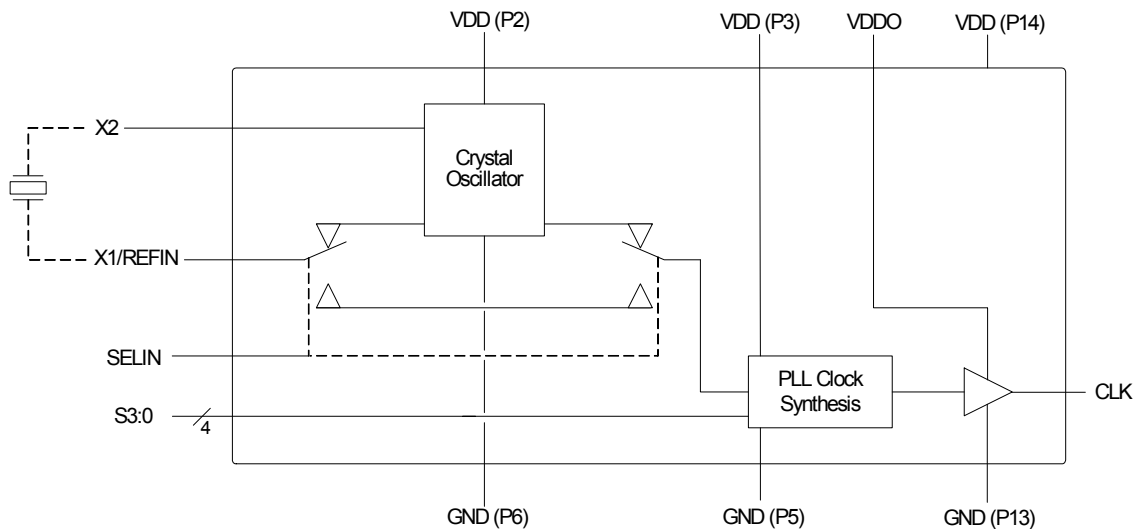 VDD (P2)
VDD (P3)
VDDO
VDD (P14)
X2
Crystal
Oscillator
X1/REFIN
SELIN
PLL Clock
Synthesis
CLK
S3:0
4
GND (P6)
GND (P5)
GND (P13)